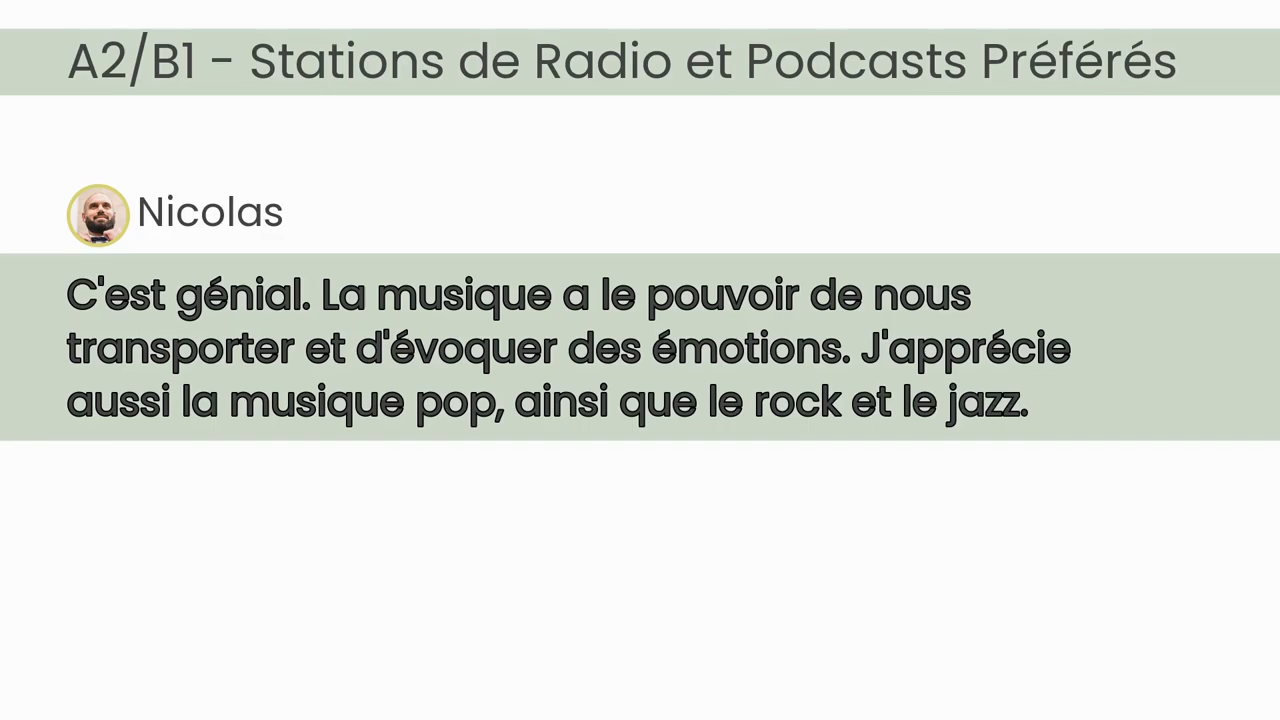 A2/B1 - Stations de Radio et Podcasts Préférés
Nicolas
C'est génial. La musique a le pouvoir de nous
transporter et d'évoquer des émotions. J'apprécie
aussi la musique pop, ainsi que le rock et le jazz.